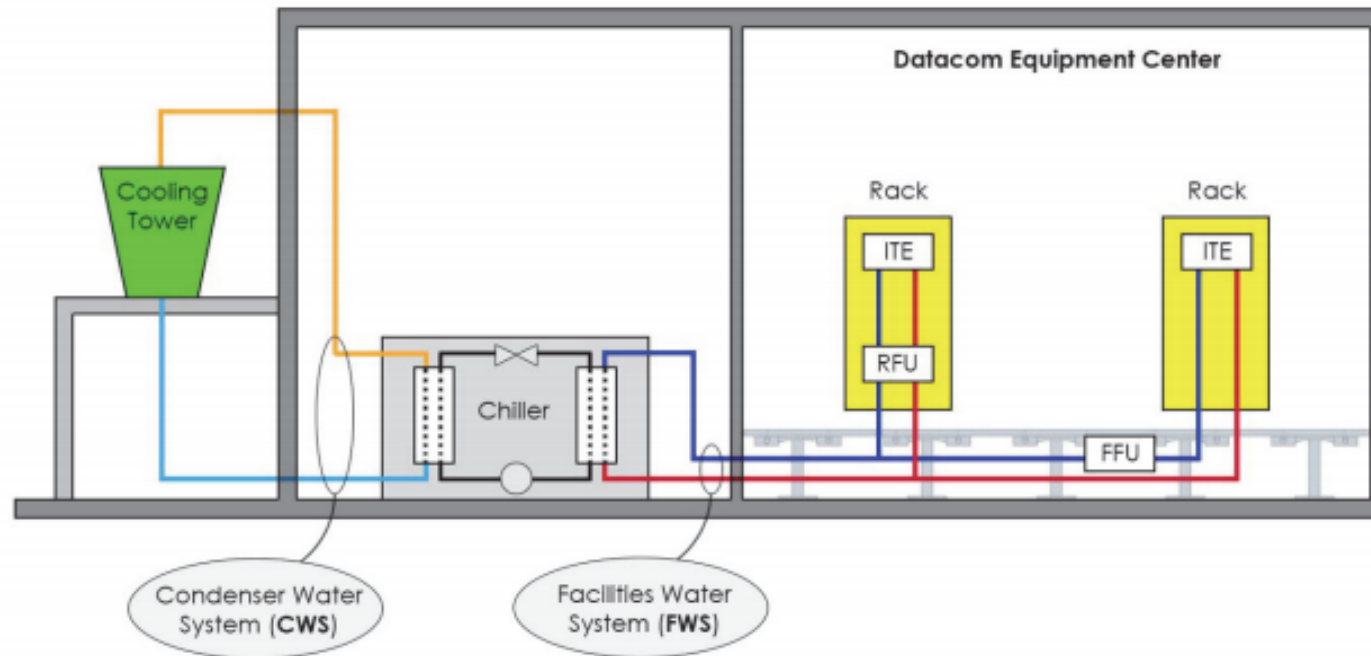 Datacom Equipment Center
Cooling
Tower
Rack
Rack
ITE
ITE
RFU
Chiller
FFU
Condenser Water
System (CWS)
Facilities Water
System (FWS)